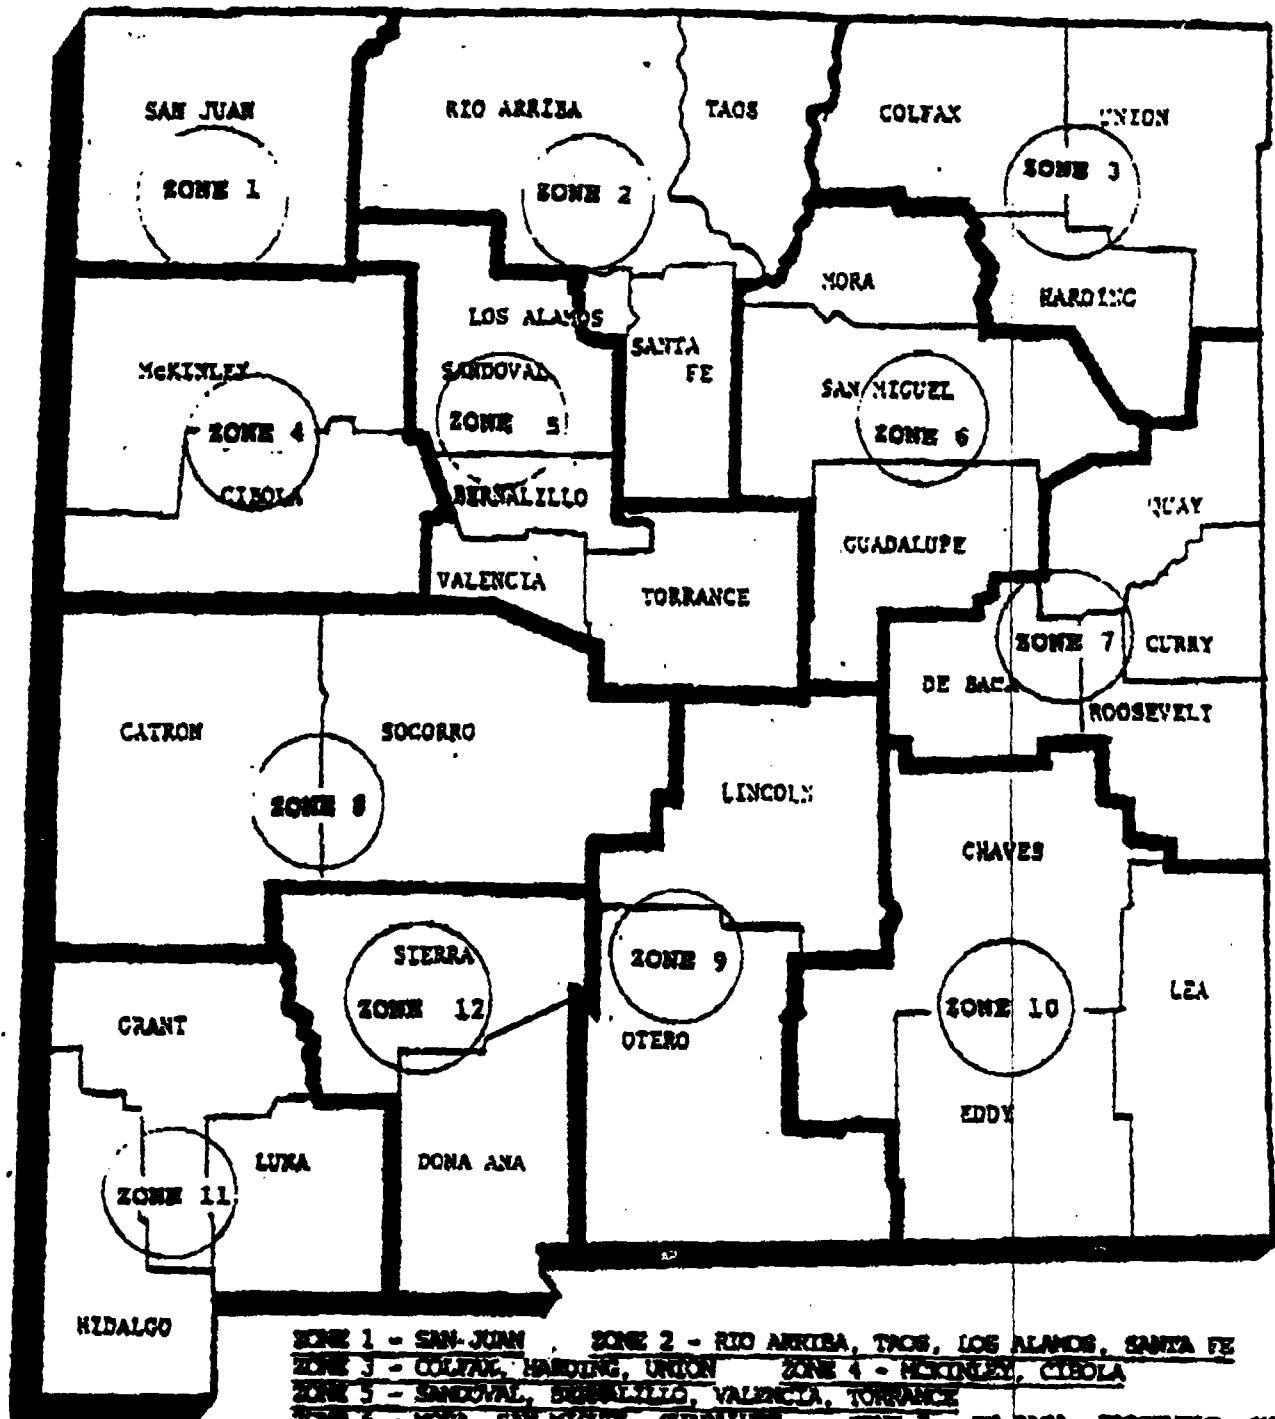 SAN JUAN
RIO ARRIBA
TAOS
COLFAX
UNION
ZONE 1
ZONE 2
ZONE 3
MORA
HARDING
LOS ALAMOS
SANTA FE
McKINLEY
SANDOVAL
SAN MIGUEL
ZONE 4
ZONE 5
ZONE 6
CIBOLA
BERNALILLO
QUAY
GUADALUPE
VALENCIA
TORRANCE
ZONE 7
CURRY
DE BACA
ROOSEVELT
CATRON
SOCORRO
LINCOLN
ZONE 8
CHAVES
SIERRA
ZONE 9
ZONE 12
ZONE 10
LEA
GRANT
OTERO
EDDY
LUNA
DONA ANA
ZONE 11
HIDALGO
ZONE 1 - SAN JUAN ZONE 2 - RIO ARRIBA, TAOS, LOS ALAMOS, SANTA FE
ZONE 3 - COLFAX, HARDING, UNION ZONE 4 - MCKINLEY, CIBOLA
ZONE 5 - SANDOVAL, BERNALILLO, VALENCIA, TORRANCE